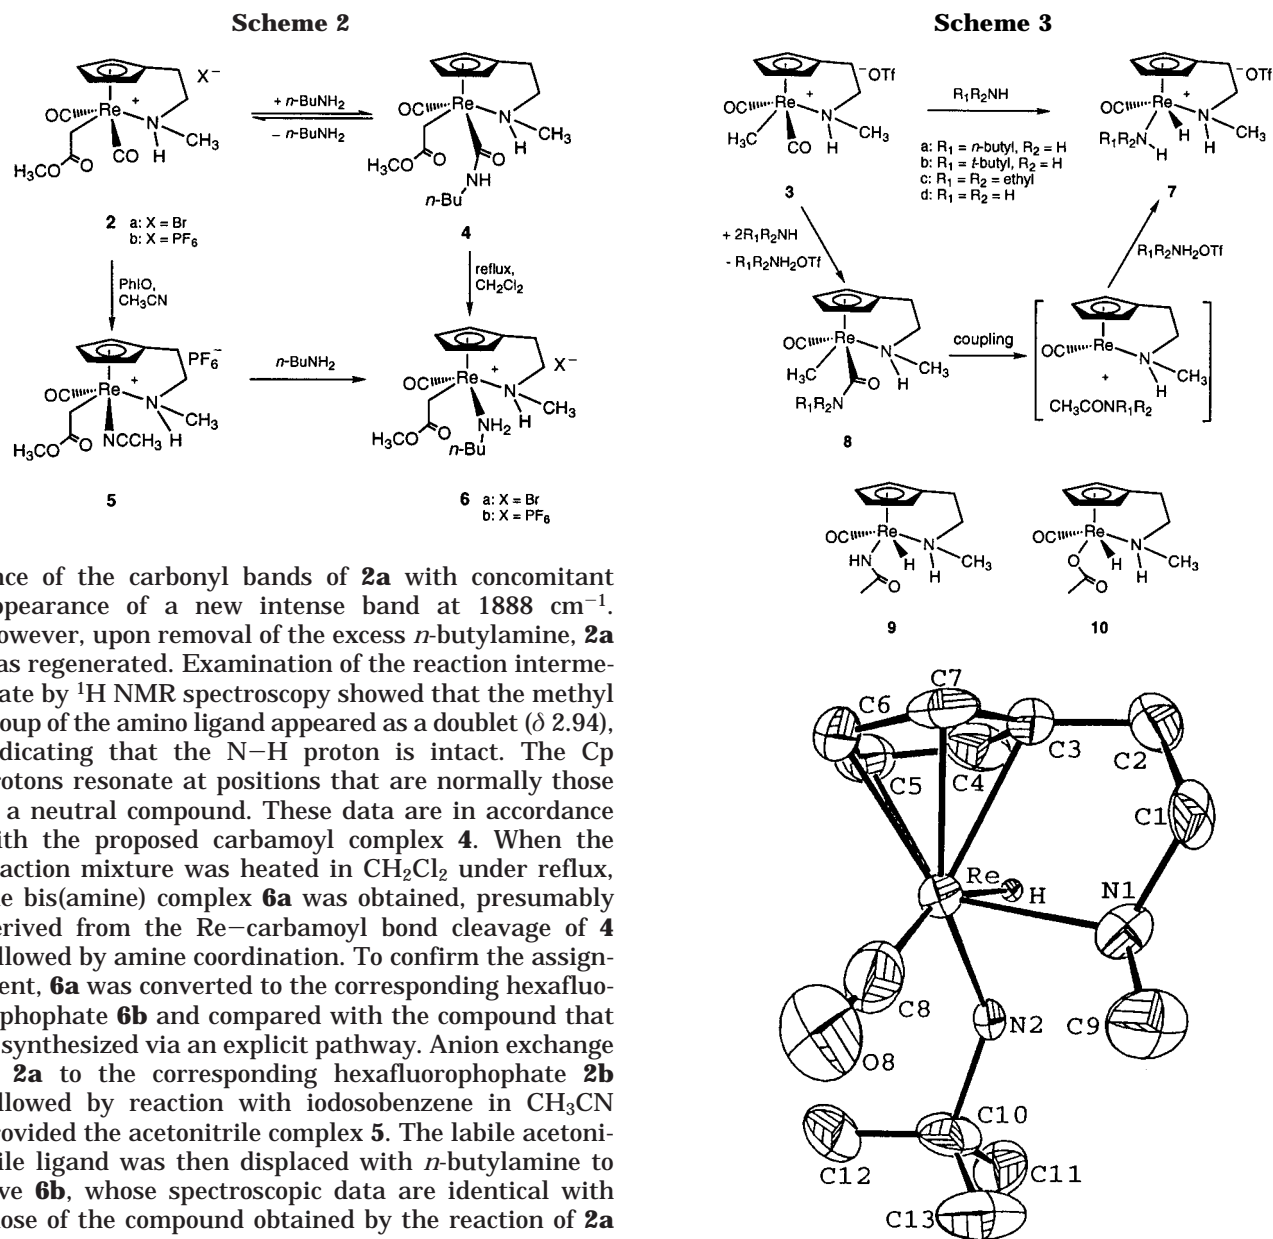 Scheme 2
X−
OC
Re
+
N
H
CH3
CO
O
H3CO
+ n-BuNH2
− n-BuNH2
OC
Re
N
H
CH3
O
H3CO
O
NH
n-Bu
2 a: X = Br
b: X = PF6
4
PhIO,
CH3CN
reflux,
CH2Cl2
PF6−
OC
Re
+
N
H
CH3
O
H3CO
NCCH3
n-BuNH2
X−
OC
Re
+
N
H
CH3
O
H3CO
NH2
n-Bu
5
6 a: X = Br
b: X = PF6
nce of the carbonyl bands of 2a with concomitant
ppearance of a new intense band at 1888 cm−1.
owever, upon removal of the excess n-butylamine, 2a
as regenerated. Examination of the reaction interme-
ate by 1H NMR spectroscopy showed that the methyl
oup of the amino ligand appeared as a doublet (δ 2.94),
dicating that the N−H proton is intact. The Cp
rotons resonate at positions that are normally those
a neutral compound. These data are in accordance
ith the proposed carbamoyl complex 4. When the
action mixture was heated in CH2Cl2 under reflux,
e bis(amine) complex 6a was obtained, presumably
erived from the Re−carbamoyl bond cleavage of 4
llowed by amine coordination. To confirm the assign-
ent, 6a was converted to the corresponding hexafluo-
phophate 6b and compared with the compound that
synthesized via an explicit pathway. Anion exchange
2a to the corresponding hexafluorophophate 2b
llowed by reaction with iodosobenzene in CH3CN
rovided the acetonitrile complex 5. The labile acetoni-
ile ligand was then displaced with n-butylamine to
ve 6b, whose spectroscopic data are identical with
ose of the compound obtained by the reaction of 2a
Scheme 3
−OTf
OC
Re
+
N
H
CH3
H3C
CO
R1R2NH
a: R1 = n-butyl, R2 = H
b: R1 = t-butyl, R2 = H
c: R1 = R2 = ethyl
d: R1 = R2 = H
−OTf
OC
Re
+
H
N
H
CH3
R1R2N
H
3
7
+ 2R1R2NH
- R1R2NH2OTf
R1R2NH2OTf
OC
Re
N
H
CH3
H3C
O
R1R2N
coupling
OC
Re
N
H
CH3
+
CH3CONR1R2
8
OC
Re
H
N
H
CH3
HN
O
OC
Re
H
N
H
CH3
O
O
9
10
C7
C6
C3
C2
C5
C4
C1
Re
H
N1
C8
N2
C9
O8
C10
C12
C11
C13